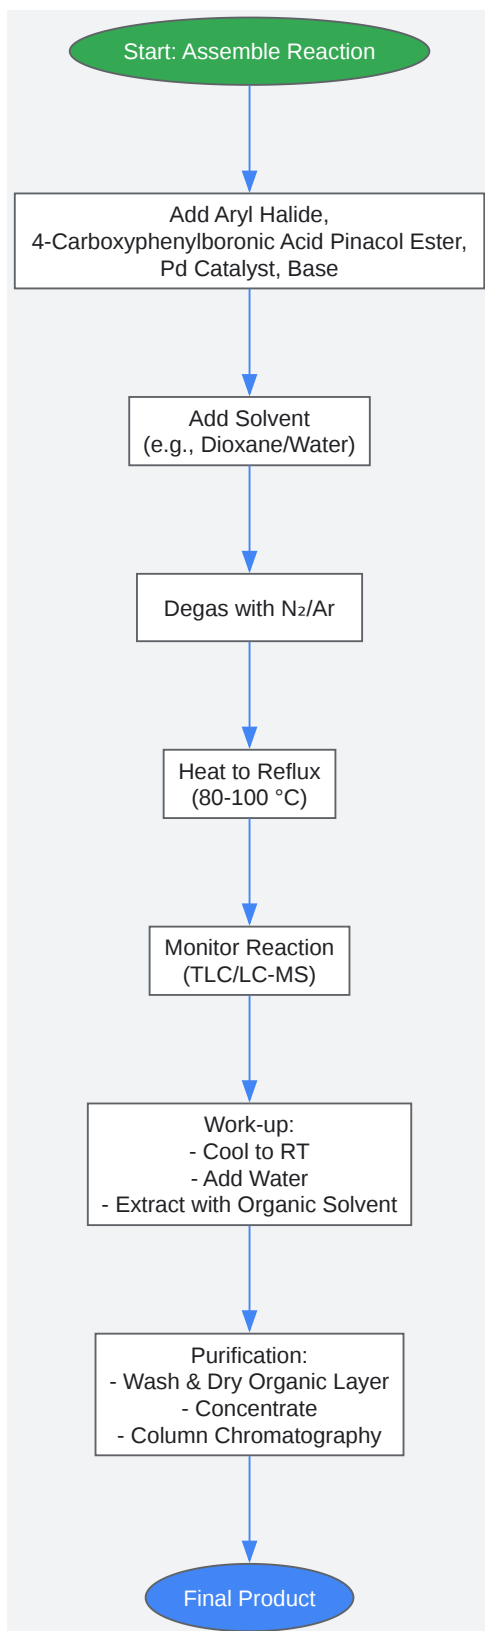 Start: Assemble Reaction
Add Aryl Halide,
4-Carboxyphenylboronic Acid Pinacol Ester,
Pd Catalyst, Base
Add Solvent
(e.g., Dioxane/Water)
Degas with N₂/Ar
Heat to Reflux
(80-100 °C)
Monitor Reaction
(TLC/LC-MS)
Work-up:
- Cool to RT
- Add Water
- Extract with Organic Solvent
Purification:
- Wash & Dry Organic Layer
- Concentrate
- Column Chromatography
Final Product